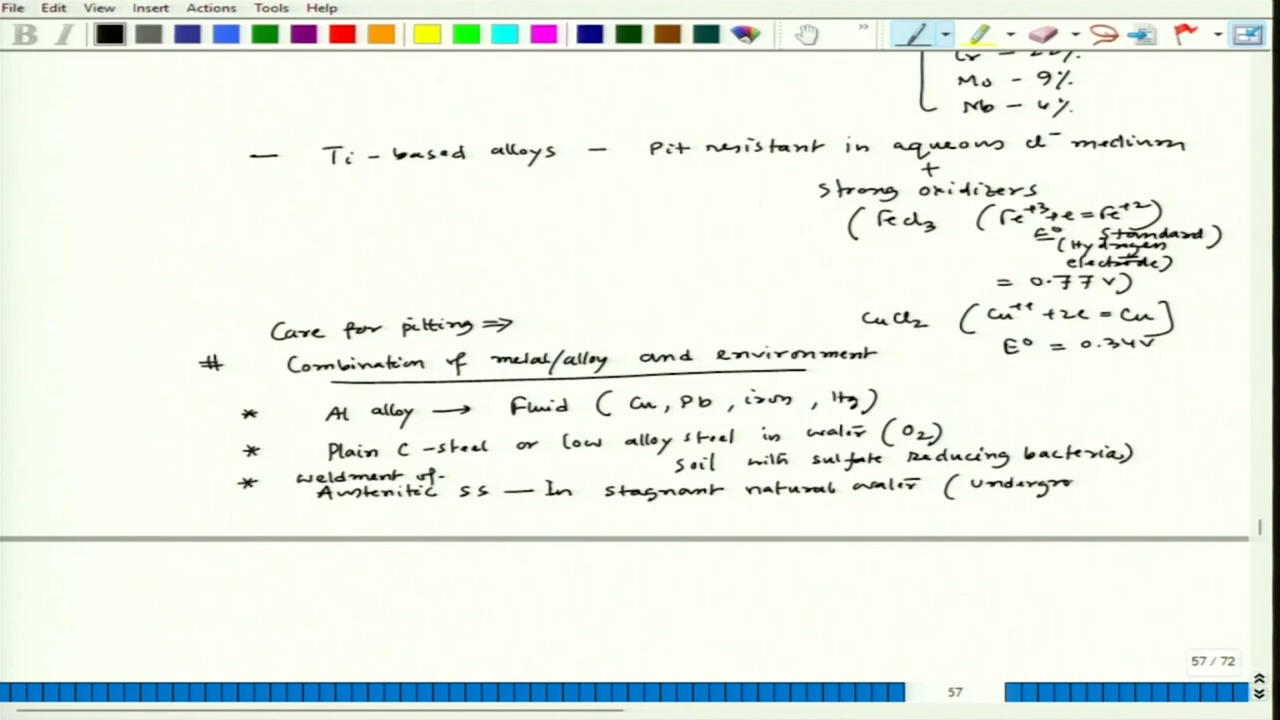 File Edit View Insert Actions Tools Help
B I
Cr - 22%
Mo - 9%
Nb - 4%
— Ti-based alloys — Pit resistant in aqueous Cl⁻ medium
+
strong oxidizers
(FeCl3 (Fe+3+e = Fe+2)
E° standard)
(Hydrogen
electrode)
= 0.77 V)
Care for pitting ⇒
CuCl2 (Cu++ + 2e = Cu)
E° = 0.34V
# Combination of metal/alloy and environment
* Al alloy → Fluid (Cu, Pb, iron, Hg)
* Plain C-steel or low alloy steel in water (O2)
soil with sulfate reducing bacteria)
weldment of
* Austenitic SS — In stagnant natural water (undergro
57 / 72
57